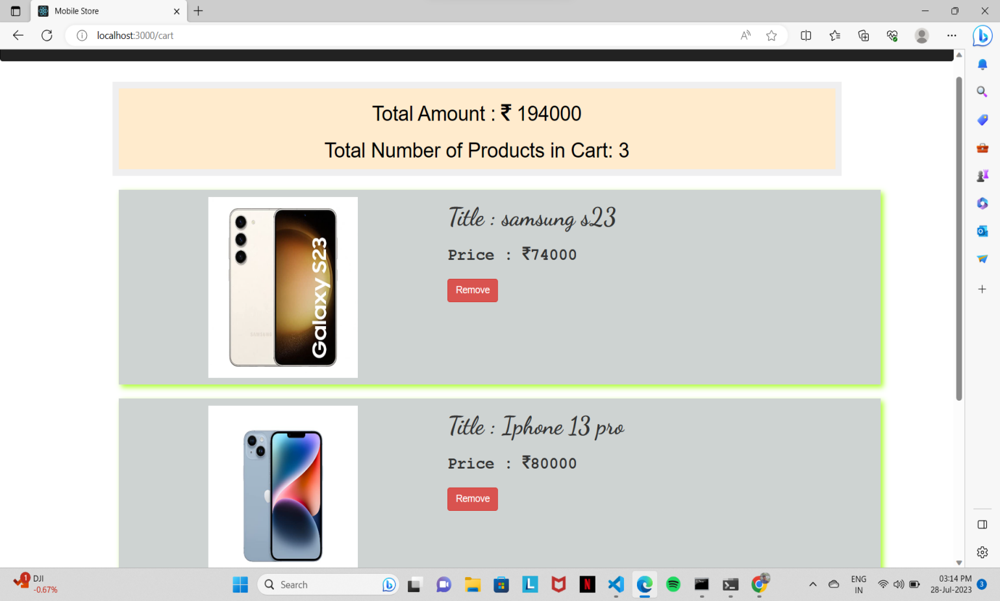 Mobile Store
localhost:3000/cart
Total Amount : ₹ 194000
Total Number of Products in Cart: 3
Galaxy S23
SAMSUNG
Title : samsung s23
Price : ₹74000
Remove
Title : Iphone 13 pro
Price : ₹80000
Remove
1
DJI
-0.67%
Search
L
N
ENG
IN
03:14 PM
28-Jul-2023
3